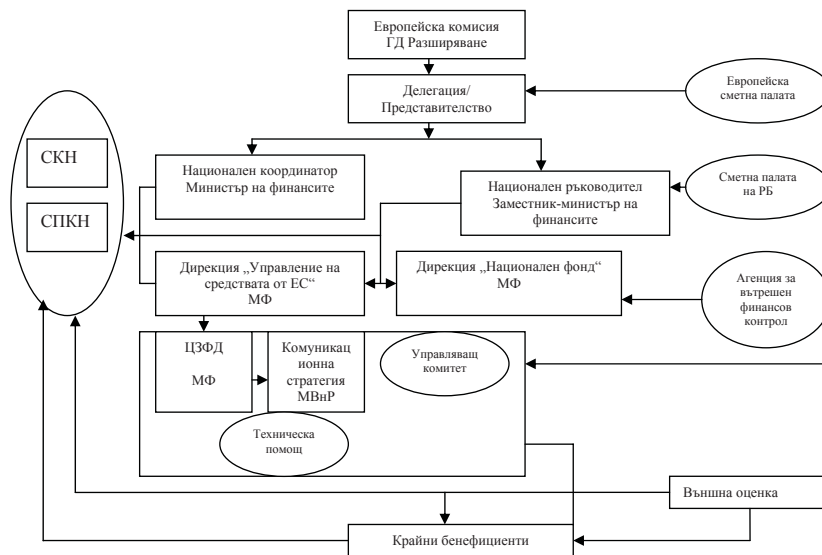 Европейска комисия
ГД Разширяване
Делегация/
Представителство
Европейска
сметна палата
СКН
СПКН
Национален координатор
Министър на финансите
Национален ръководител
Заместник-министър на
финансите
Сметна палата
на РБ
Дирекция „Управление на
средствата от ЕС“
МФ
Дирекция „Национален фонд“
МФ
Агенция за
вътрешен
финансов
контрол
ЦЗФД
МФ
Комуникац
ионна
стратегия
МВнР
Управляващ
комитет
Техническа
помощ
Външна оценка
Крайни бенефициенти